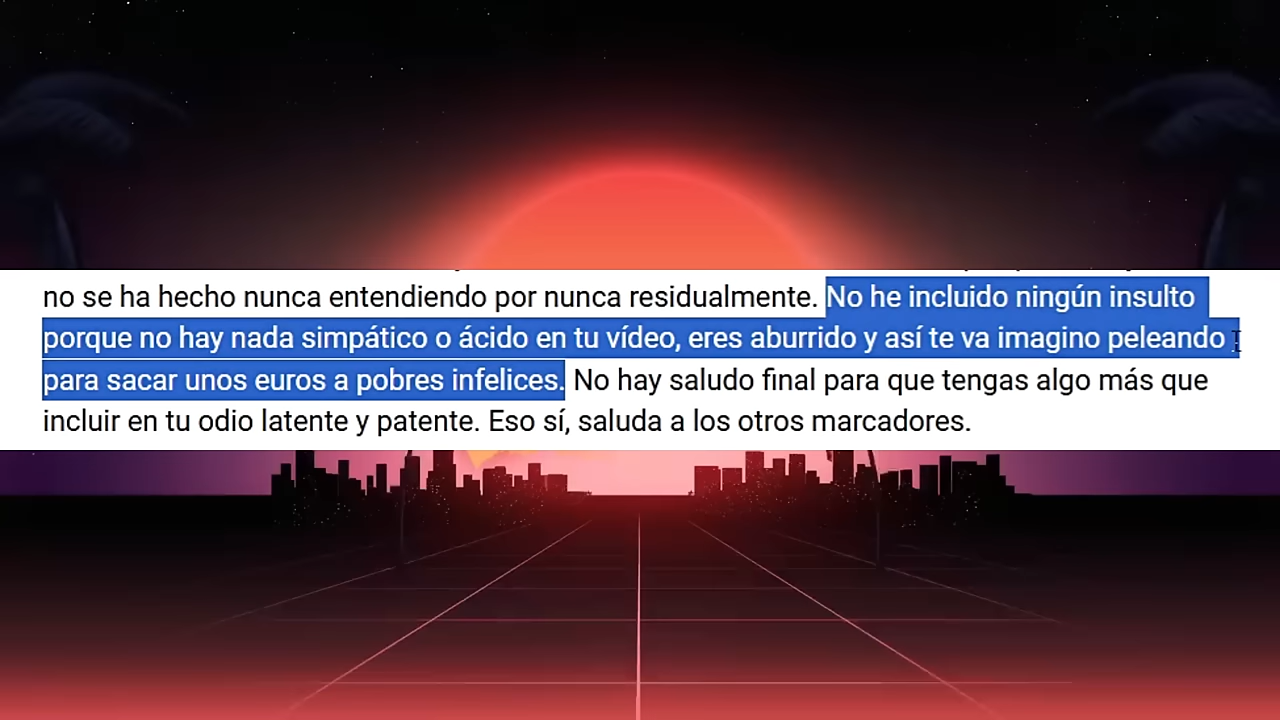 no se ha hecho nunca entendiendo por nunca residualmente. No he incluido ningún insulto
porque no hay nada simpático o ácido en tu vídeo, eres aburrido y así te va imagino peleando
para sacar unos euros a pobres infelices. No hay saludo final para que tengas algo más que
incluir en tu odio latente y patente. Eso sí, saluda a los otros marcadores.